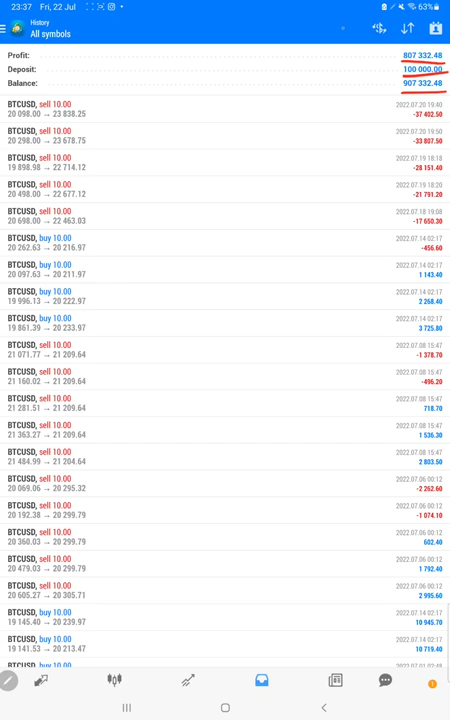 23:37 Fri, 22 Jul 63%
History
All symbols
Profit: 807 332.48
Deposit: 100 000.00
Balance: 907 332.48
BTCUSD, sell 10.00 2022.07.20 19:40
20 098.00 → 23 838.25 -37 402.50
BTCUSD, sell 10.00 2022.07.20 19:50
20 298.00 → 23 678.75 -33 807.50
BTCUSD, sell 10.00 2022.07.19 18:18
19 898.98 → 22 714.12 -28 151.40
BTCUSD, sell 10.00 2022.07.19 18:20
20 498.00 → 22 677.12 -21 791.20
BTCUSD, sell 10.00 2022.07.18 19:08
20 698.00 → 22 463.03 -17 650.30
BTCUSD, buy 10.00 2022.07.14 02:17
20 262.63 → 20 216.97 -456.60
BTCUSD, buy 10.00 2022.07.14 02:17
20 097.63 → 20 211.97 1 143.40
BTCUSD, buy 10.00 2022.07.14 02:17
19 996.13 → 20 222.97 2 268.40
BTCUSD, buy 10.00 2022.07.14 02:17
19 861.39 → 20 233.97 3 725.80
BTCUSD, sell 10.00 2022.07.08 15:47
21 071.77 → 21 209.64 -1 378.70
BTCUSD, sell 10.00 2022.07.08 15:47
21 160.02 → 21 209.64 -496.20
BTCUSD, sell 10.00 2022.07.08 15:47
21 281.51 → 21 209.64 718.70
BTCUSD, sell 10.00 2022.07.08 15:47
21 363.27 → 21 209.64 1 536.30
BTCUSD, sell 10.00 2022.07.08 15:47
21 484.99 → 21 204.64 2 803.50
BTCUSD, sell 10.00 2022.07.06 00:12
20 069.06 → 20 295.32 -2 262.60
BTCUSD, sell 10.00 2022.07.06 00:12
20 192.38 → 20 299.79 -1 074.10
BTCUSD, sell 10.00 2022.07.06 00:12
20 360.03 → 20 299.79 602.40
BTCUSD, sell 10.00 2022.07.06 00:12
20 479.03 → 20 299.79 1 792.40
BTCUSD, sell 10.00 2022.07.06 00:12
20 605.27 → 20 305.71 2 995.60
BTCUSD, buy 10.00 2022.07.14 02:17
19 145.40 → 20 239.97 10 945.70
BTCUSD, buy 10.00 2022.07.14 02:17
19 141.53 → 20 213.47 10 719.40
BTCUSD, buy 10.00
1